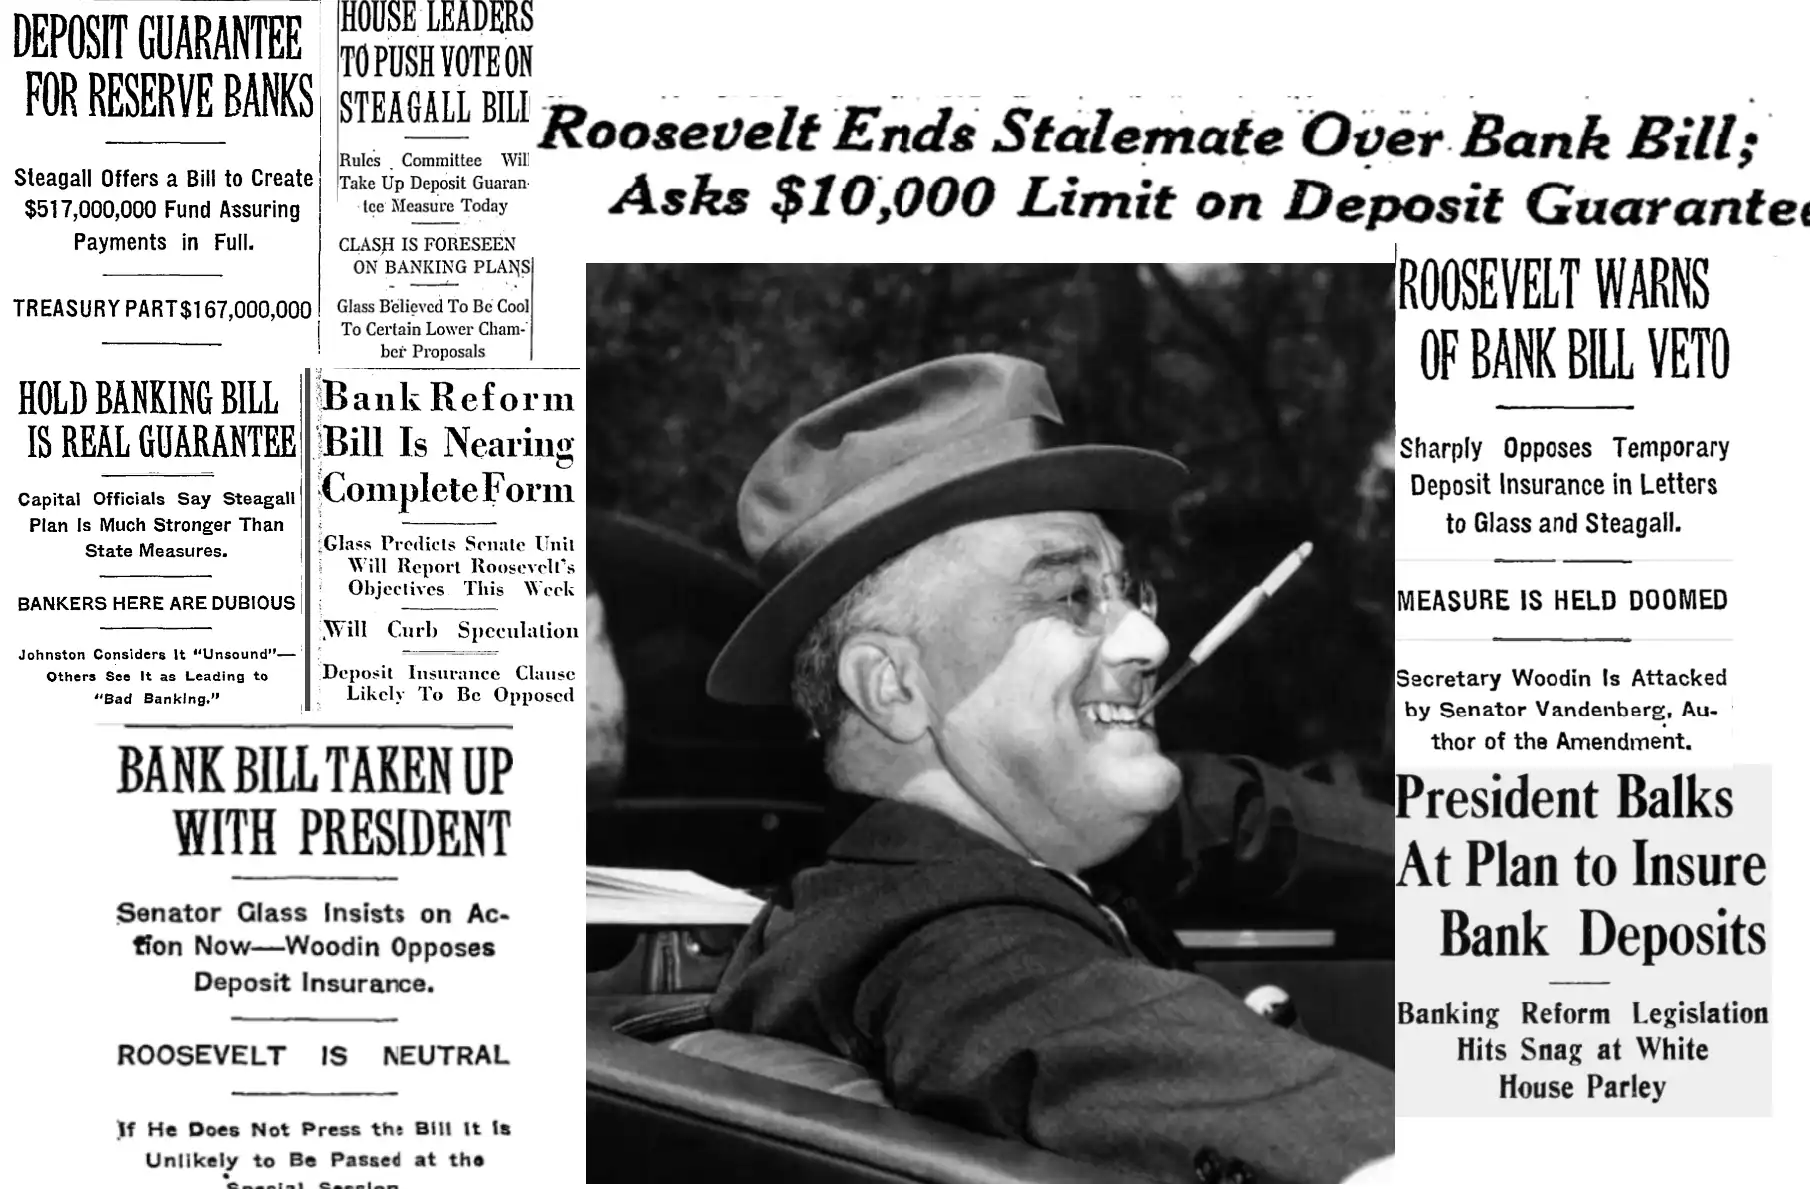 DEPOSIT GUARANTEE
FOR RESERVE BANKS
Steagall Offers a Bill to Create
$517,000,000 Fund Assuring
Payments in Full.
TREASURY PART $167,000,000
HOUSE LEADERS
TO PUSH VOTE ON
STEAGALL BILL
Rules Committee Will
Take Up Deposit Guaran-
tee Measure Today
CLASH IS FORESEEN
ON BANKING PLANS
Glass Believed To Be Cool
To Certain Lower Cham-
ber Proposals
Roosevelt Ends Stalemate Over Bank Bill;
Asks $10,000 Limit on Deposit Guarantee
HOLD BANKING BILL
IS REAL GUARANTEE
Capital Officials Say Steagall
Plan Is Much Stronger Than
State Measures.
BANKERS HERE ARE DUBIOUS
Johnston Considers It "Unsound"—
Others See It as Leading to
"Bad Banking."
Bank Reform
Bill Is Nearing
Complete Form
Glass Predicts Senate Unit
Will Report Roosevelt's
Objectives This Week
Will Curb Speculation
Deposit Insurance Clause
Likely To Be Opposed
BANK BILL TAKEN UP
WITH PRESIDENT
Senator Glass Insists on Ac-
tion Now—Woodin Opposes
Deposit Insurance.
ROOSEVELT IS NEUTRAL
If He Does Not Press the Bill It Is
Unlikely to Be Passed at the
Special Session
ROOSEVELT WARNS
OF BANK BILL VETO
Sharply Opposes Temporary
Deposit Insurance in Letters
to Glass and Steagall.
MEASURE IS HELD DOOMED
Secretary Woodin Is Attacked
by Senator Vandenberg, Au-
thor of the Amendment.
President Balks
At Plan to Insure
Bank Deposits
Banking Reform Legislation
Hits Snag at White
House Parley